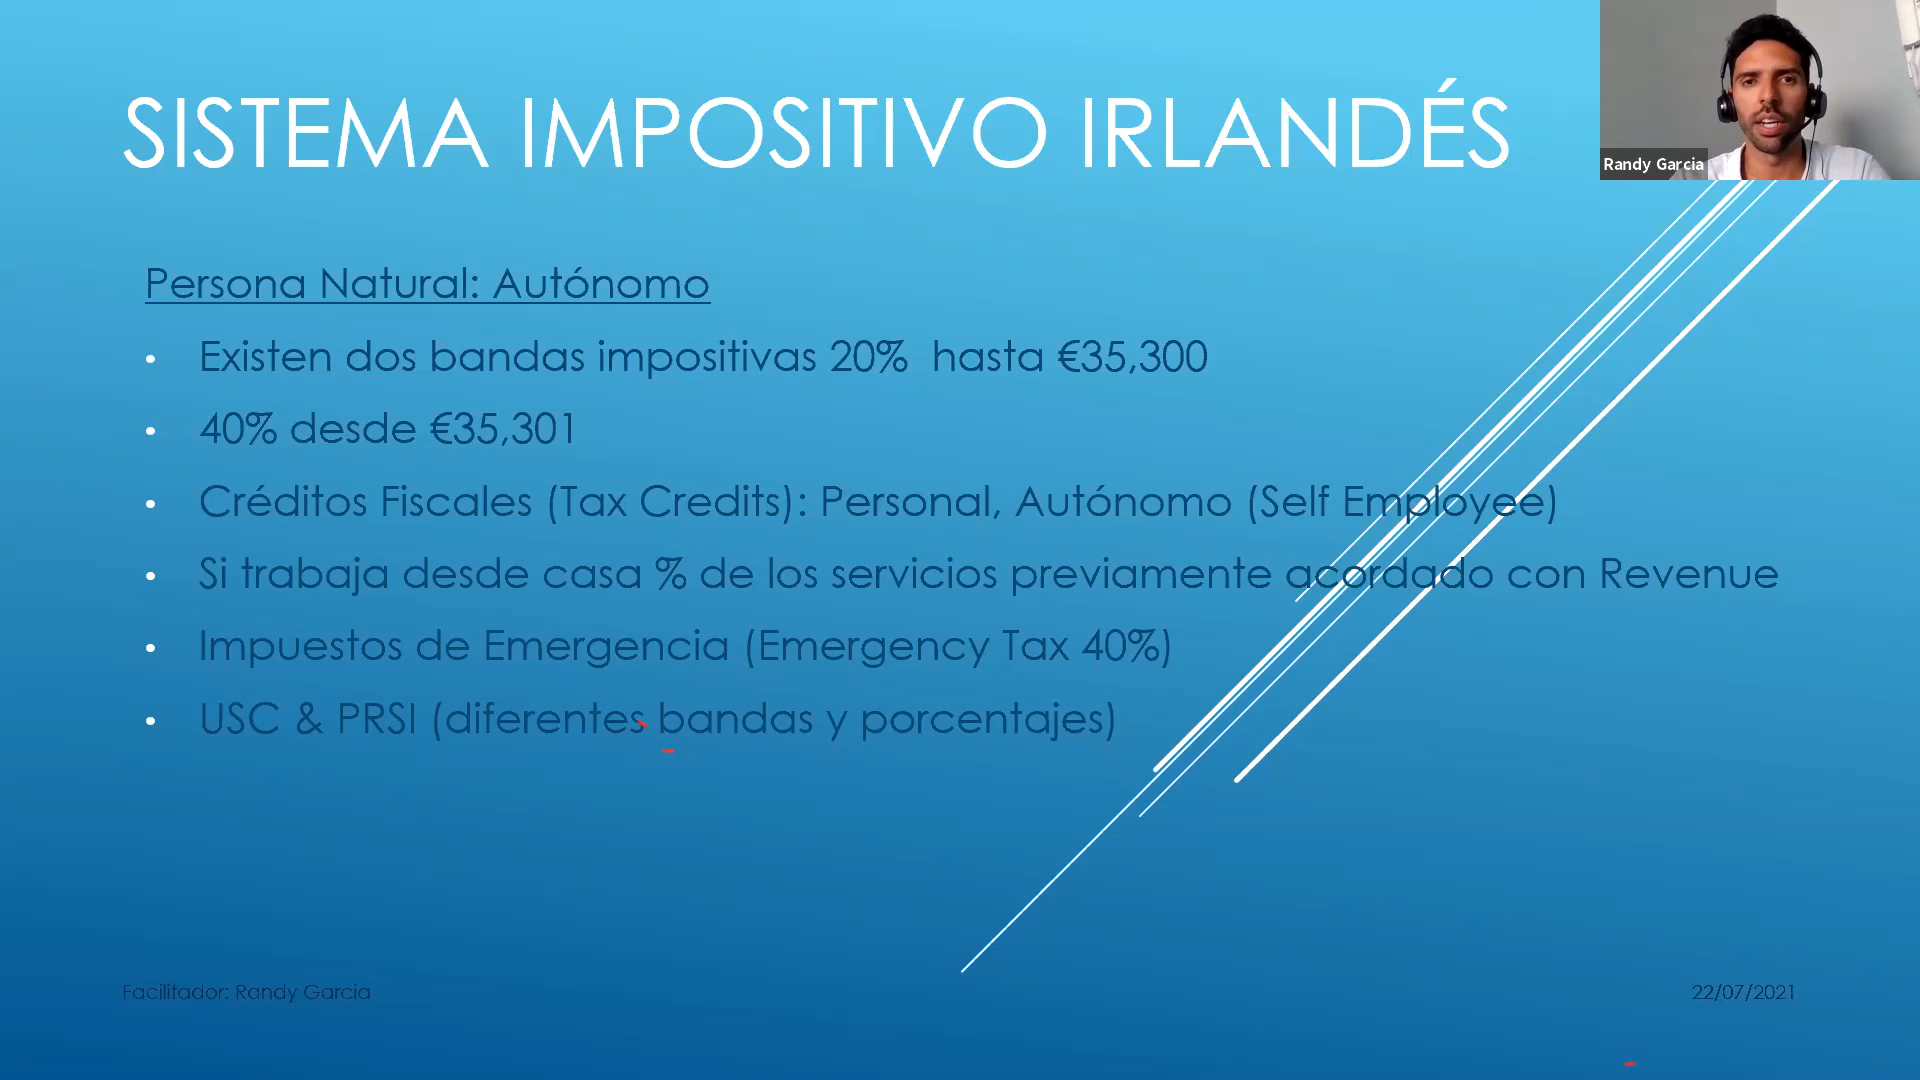 SISTEMA IMPOSITIVO IRLANDÉS
Randy Garcia
Persona Natural: Autónomo
• Existen dos bandas impositivas 20% hasta €35,300
• 40% desde €35,301
• Créditos Fiscales (Tax Credits): Personal, Autónomo (Self Employee)
• Si trabaja desde casa % de los servicios previamente acordado con Revenue
• Impuestos de Emergencia (Emergency Tax 40%)
• USC & PRSI (diferentes bandas y porcentajes)
Facilitador: Randy Garcia
22/07/2021